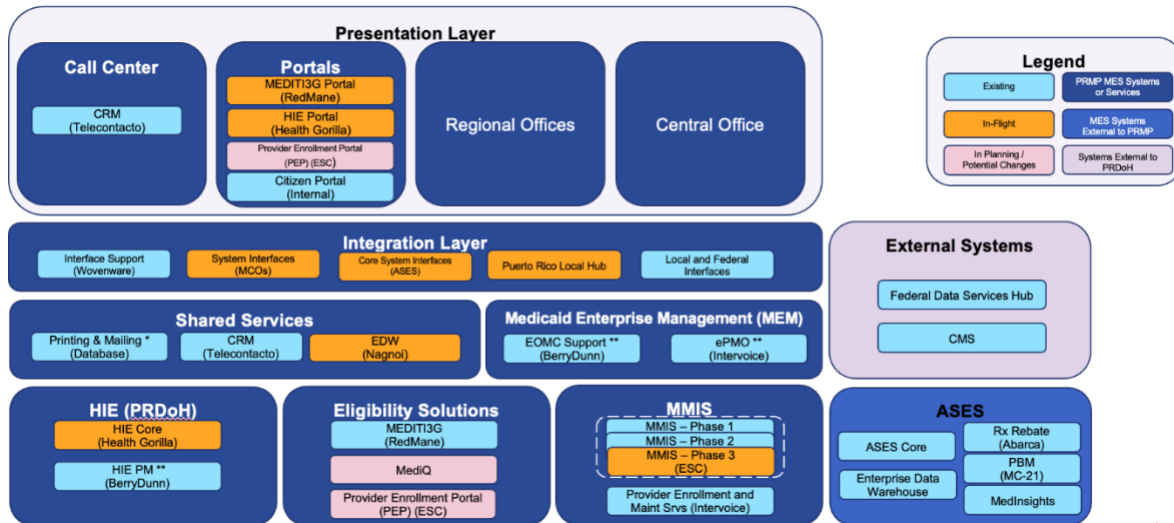 Presentation Layer
Call Center
CRM
(Telecontacto)
Portals
MEDITI3G Portal
(RedMane)
HIE Portal
(Health Gorilla)
Provider Enrollment Portal
(PEP) (ESC)
Citizen Portal
(Internal)
Regional Offices
Central Office
Legend
Existing
PRMP MES Systems
or Services
In-Flight
MES Systems
External to PRMP
In Planning /
Potential Changes
Systems External to
PRDoH
Integration Layer
Interface Support
(Wovenware)
System Interfaces
(MCOs)
Core System Interfaces
(ASES)
Puerto Rico Local Hub
Local and Federal
Interfaces
External Systems
Federal Data Services Hub
CMS
Shared Services
Printing & Mailing *
(Database)
CRM
(Telecontacto)
EDW
(Nagnoi)
Medicaid Enterprise Management (MEM)
EOMC Support **
(BerryDunn)
ePMO **
(Intervoice)
HIE (PRDoH)
HIE Core
(Health Gorilla)
HIE PM **
(BerryDunn)
Eligibility Solutions
MEDITI3G
(RedMane)
MediQ
Provider Enrollment Portal
(PEP) (ESC)
MMIS
MMIS – Phase 1
MMIS – Phase 2
MMIS – Phase 3
(ESC)
Provider Enrollment and
Maint Srvs (Intervoice)
ASES
ASES Core
Enterprise Data
Warehouse
Rx Rebate
(Abarca)
PBM
(MC-21)
MedInsights